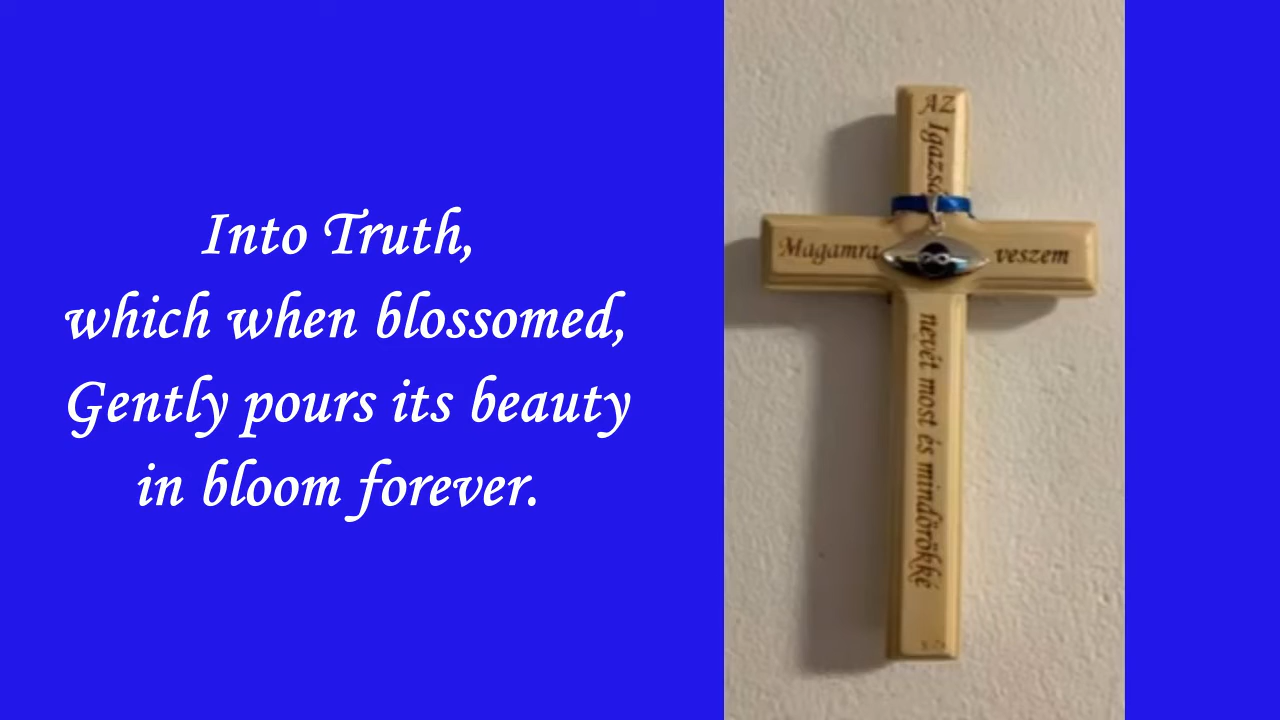 Into Truth,
which when blossomed,
Gently pours its beauty
in bloom forever.
AZ
Magamra veszem
nevét most és mindörökké